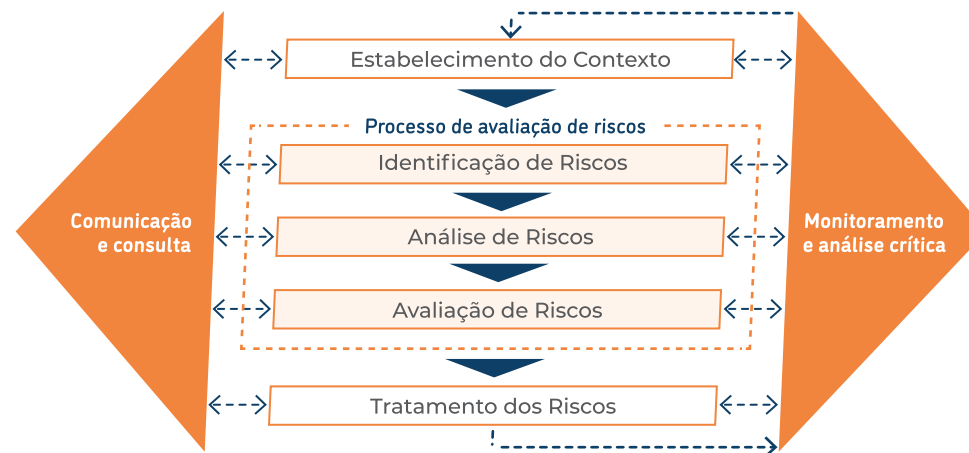 Estabelecimento do Contexto
Processo de avaliação de riscos
Identificação de Riscos
Comunicação
e consulta
Análise de Riscos
Monitoramento
e análise crítica
Avaliação de Riscos
Tratamento dos Riscos